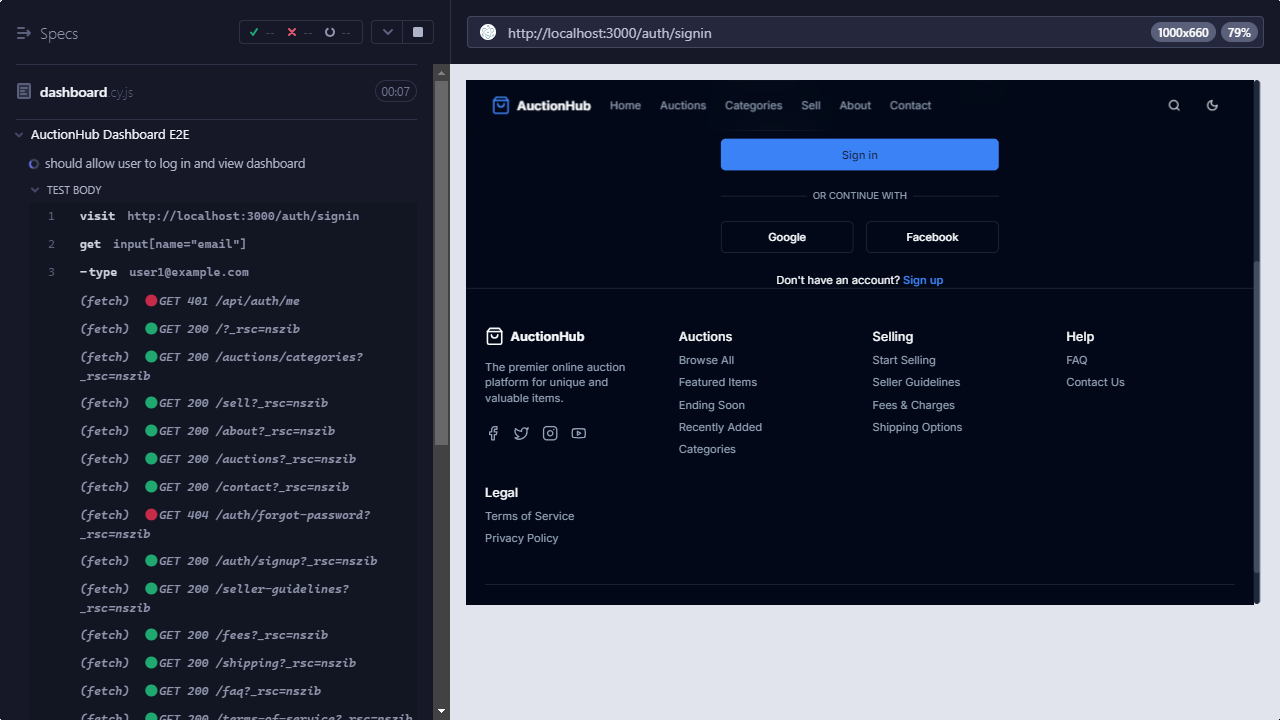 Specs
-- -- --
dashboard.cy.js
00:07
AuctionHub Dashboard E2E
should allow user to log in and view dashboard
TEST BODY
1 visit http://localhost:3000/auth/signin
2 get input[name="email"]
3 -type user1@example.com
(fetch) GET 401 /api/auth/me
(fetch) GET 200 /?_rsc=nszib
(fetch) GET 200 /auctions/categories?
_rsc=nszib
(fetch) GET 200 /sell?_rsc=nszib
(fetch) GET 200 /about?_rsc=nszib
(fetch) GET 200 /auctions?_rsc=nszib
(fetch) GET 200 /contact?_rsc=nszib
(fetch) GET 404 /auth/forgot-password?
_rsc=nszib
(fetch) GET 200 /auth/signup?_rsc=nszib
(fetch) GET 200 /seller-guidelines?
_rsc=nszib
(fetch) GET 200 /fees?_rsc=nszib
(fetch) GET 200 /shipping?_rsc=nszib
(fetch) GET 200 /faq?_rsc=nszib
(fetch) GET 200 /terms-of-service?_rsc=nszib
http://localhost:3000/auth/signin
1000x660 79%
AuctionHub Home Auctions Categories Sell About Contact
Sign in
OR CONTINUE WITH
Google Facebook
Don't have an account? Sign up
AuctionHub
The premier online auction
platform for unique and
valuable items.
Auctions
Browse All
Featured Items
Ending Soon
Recently Added
Categories
Selling
Start Selling
Seller Guidelines
Fees & Charges
Shipping Options
Help
FAQ
Contact Us
Legal
Terms of Service
Privacy Policy